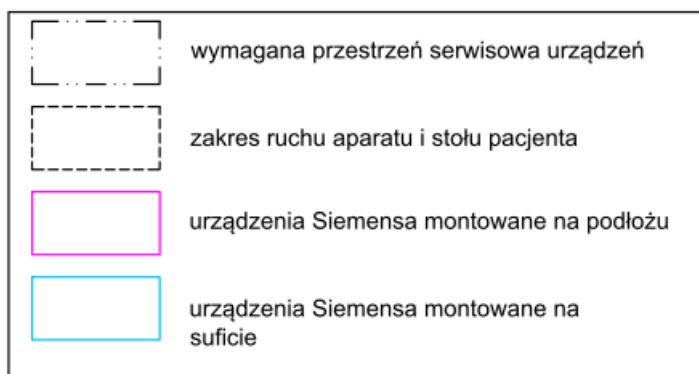 wymagana przestrzeń serwisowa urządzeń
zakres ruchu aparatu i stołu pacjenta
urządzenia Siemensa montowane na podłożu
urządzenia Siemensa montowane na
suficie